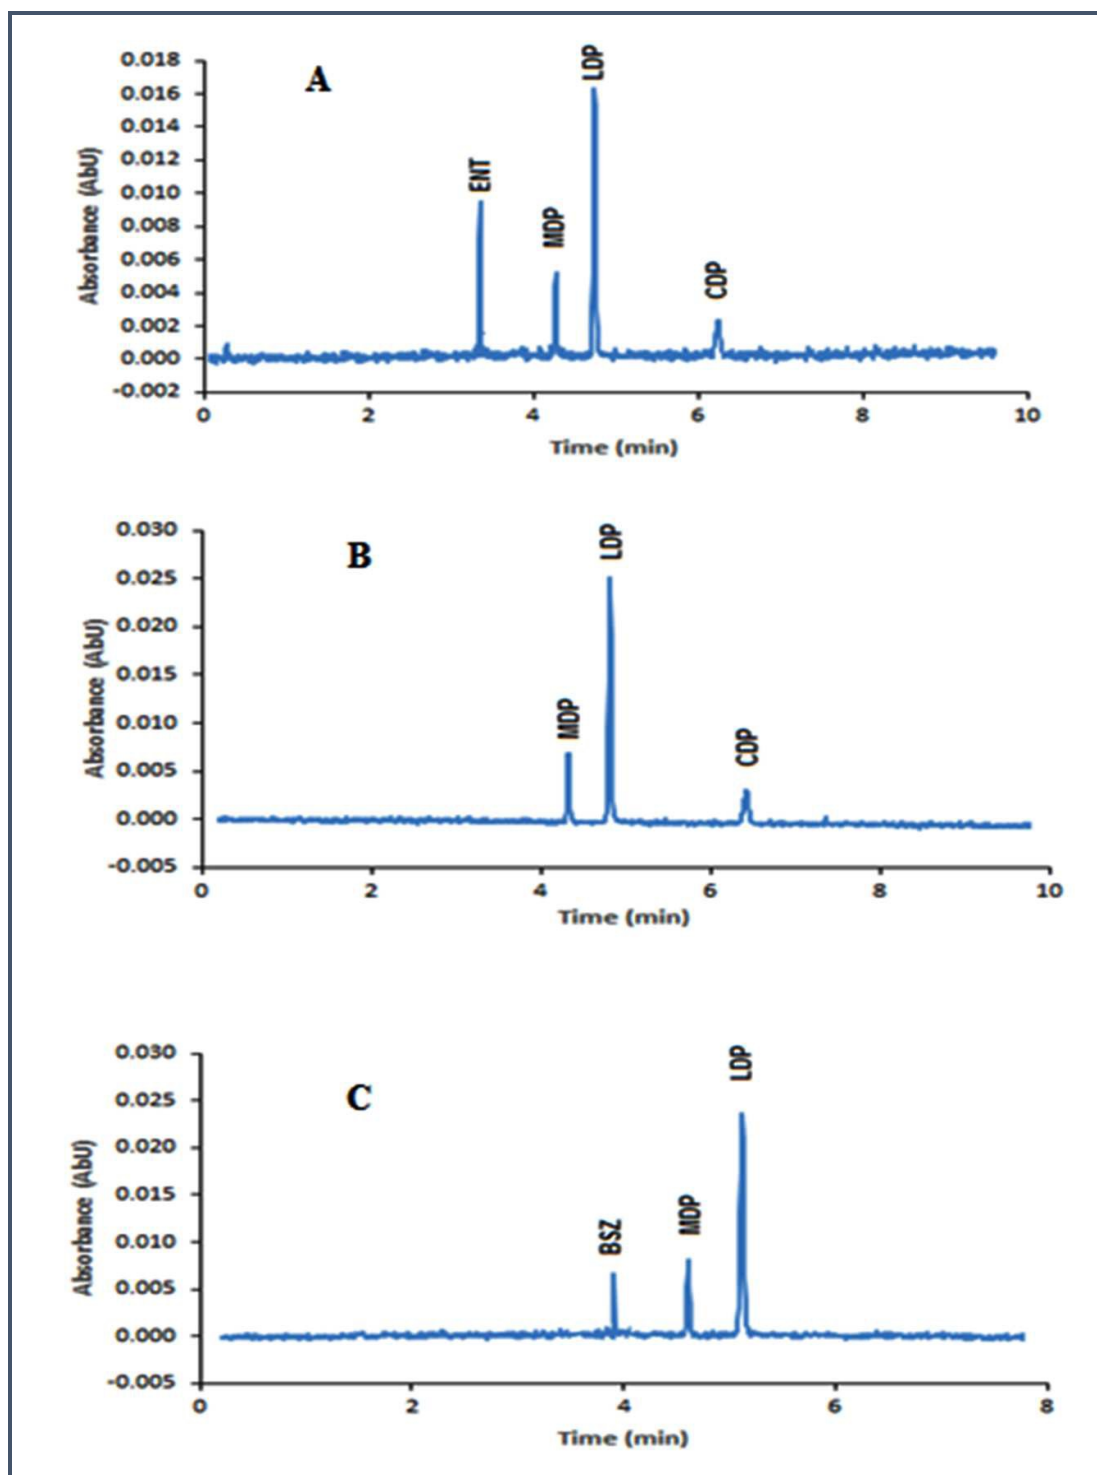 A
LDP
ENT
MDP
CDP
Absorbance (AbU)
0.018
0.016
0.014
0.012
0.010
0.008
0.006
0.004
0.002
0.000
-0.002
0 2 4 6 8 10
Time (min)
B
LDP
MDP
CDP
Absorbance (AbU)
0.030
0.025
0.020
0.015
0.010
0.005
0.000
-0.005
0 2 4 6 8 10
Time (min)
C
LDP
MDP
BSZ
Absorbance (AbU)
0.030
0.025
0.020
0.015
0.010
0.005
0.000
-0.005
0 2 4 6 8
Time (min)